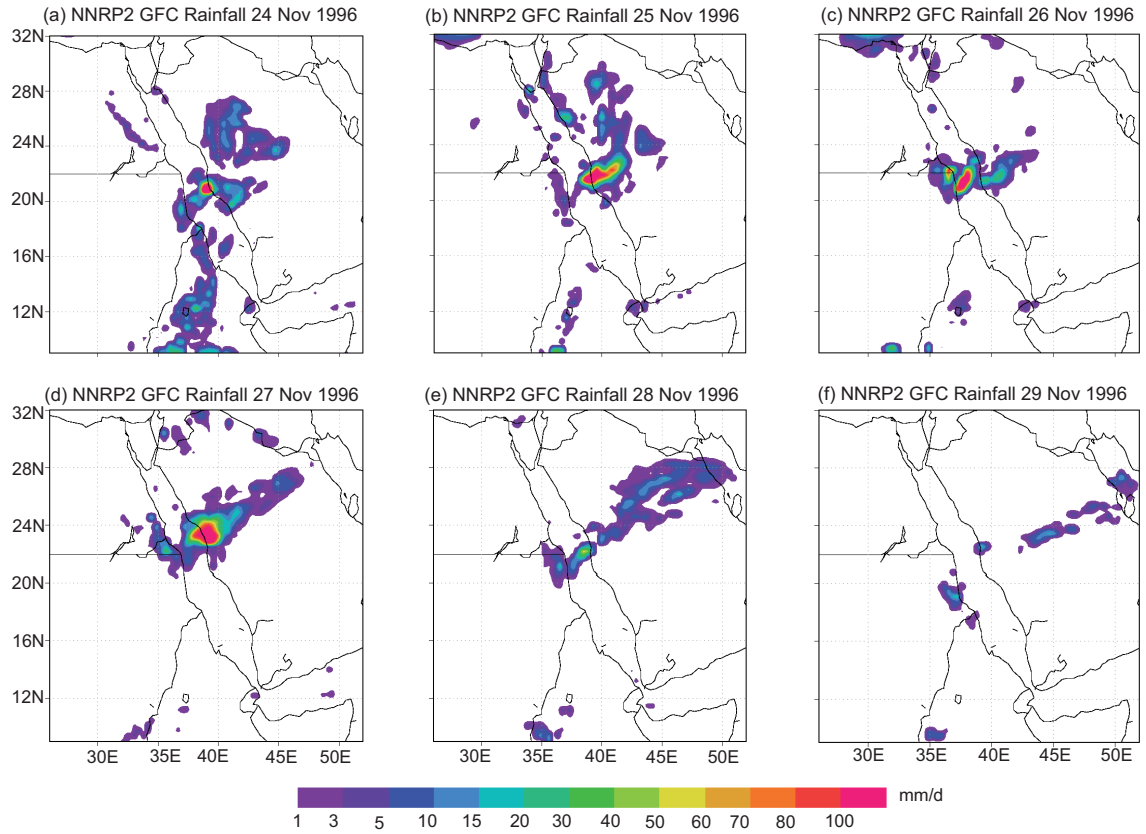 (a) NNRP2 GFC Rainfall 24 Nov 1996
(b) NNRP2 GFC Rainfall 25 Nov 1996
(c) NNRP2 GFC Rainfall 26 Nov 1996
32N
28N
24N
20N
16N
12N
(d) NNRP2 GFC Rainfall 27 Nov 1996
(e) NNRP2 GFC Rainfall 28 Nov 1996
(f) NNRP2 GFC Rainfall 29 Nov 1996
32N
28N
24N
20N
16N
12N
30E 35E 40E 45E 50E
30E 35E 40E 45E 50E
30E 35E 40E 45E 50E
mm/d
1 3 5 10 15 20 30 40 50 60 70 80 100